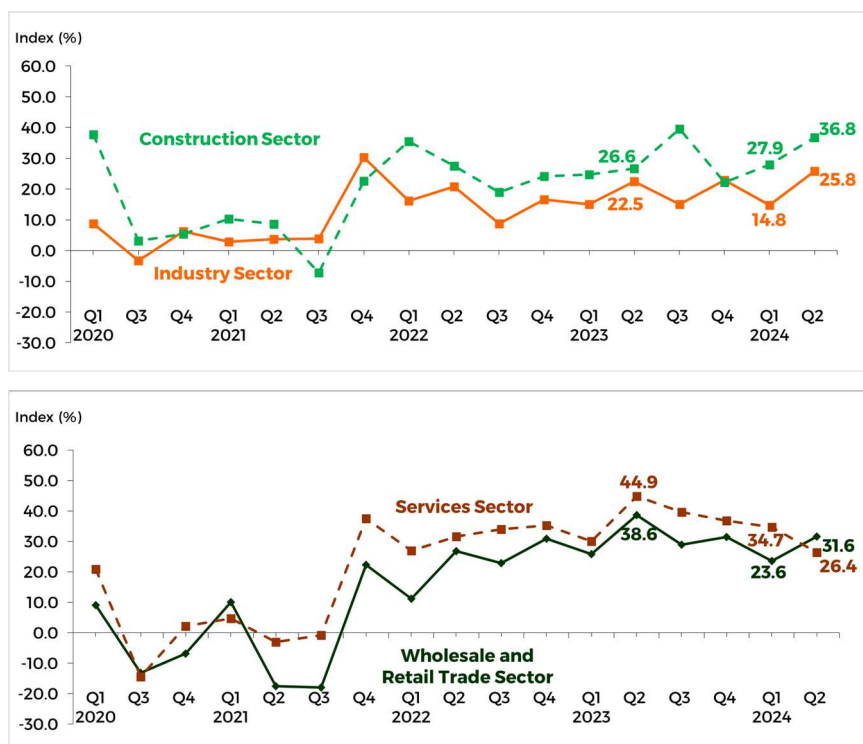 Index (%)
60.0
50.0
40.0
30.0
20.0
10.0
0.0
-10.0
-20.0
-30.0
Construction Sector
Industry Sector
26.6
22.5
27.9
14.8
36.8
25.8
Q1 Q3 Q4 Q1 Q2 Q3 Q4 Q1 Q2 Q3 Q4 Q1 Q2 Q3 Q4 Q1 Q2
2020 2021 2022 2023 2024
Index (%)
60.0
50.0
40.0
30.0
20.0
10.0
0.0
-10.0
-20.0
-30.0
Services Sector
Wholesale and
Retail Trade Sector
44.9
38.6
34.7
23.6
31.6
26.4
Q1 Q3 Q4 Q1 Q2 Q3 Q4 Q1 Q2 Q3 Q4 Q1 Q2 Q3 Q4 Q1 Q2
2020 2021 2022 2023 2024